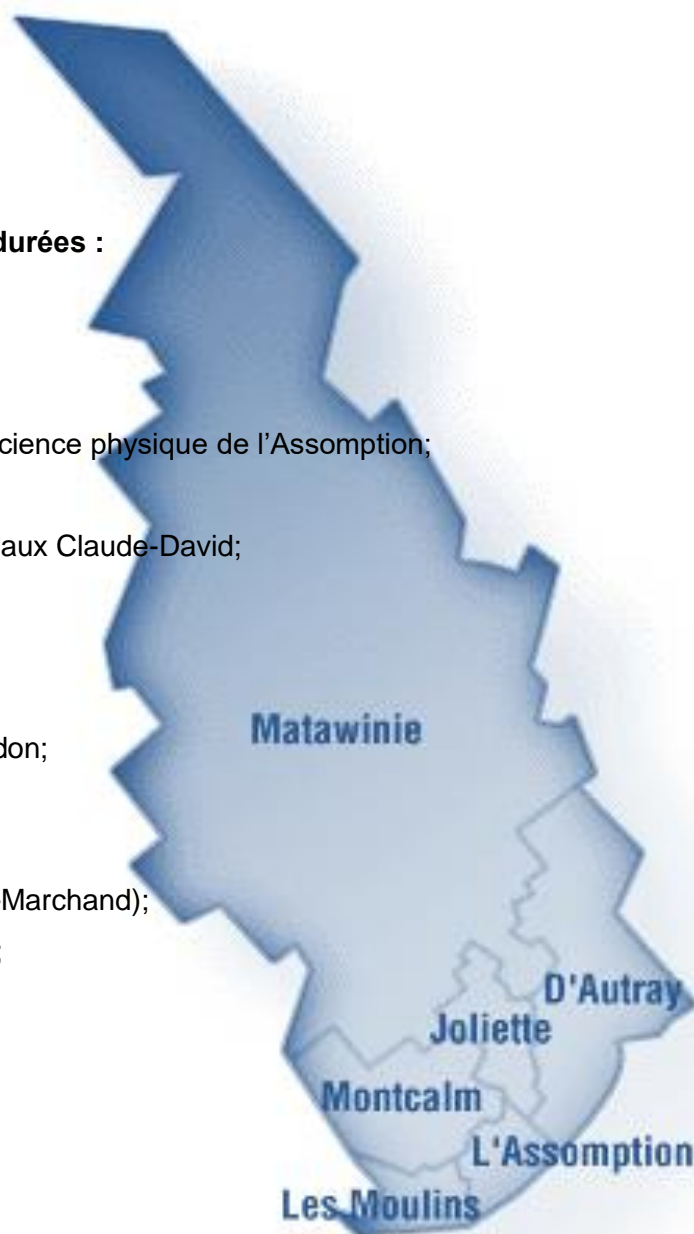 durées :
cience physique de l’Assomption;
aux Claude-David;
Matawinie
don;
Marchand);
;
D'Autray
Joliette
Montcalm
L'Assomption
Les Moulins